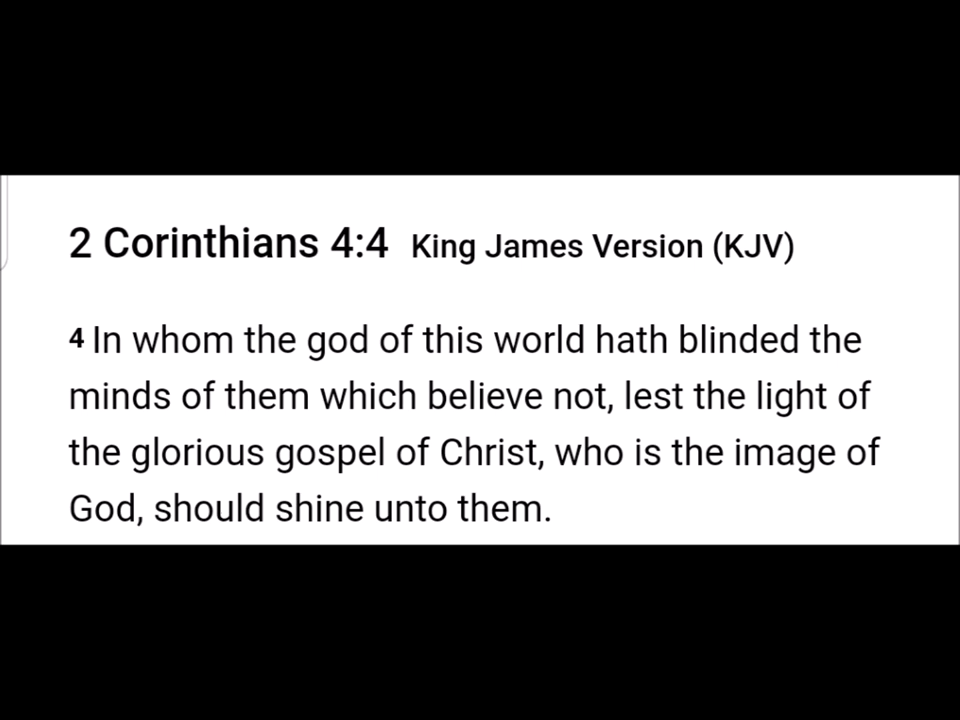 2 Corinthians 4:4 King James Version (KJV)
4 In whom the god of this world hath blinded the
minds of them which believe not, lest the light of
the glorious gospel of Christ, who is the image of
God, should shine unto them.